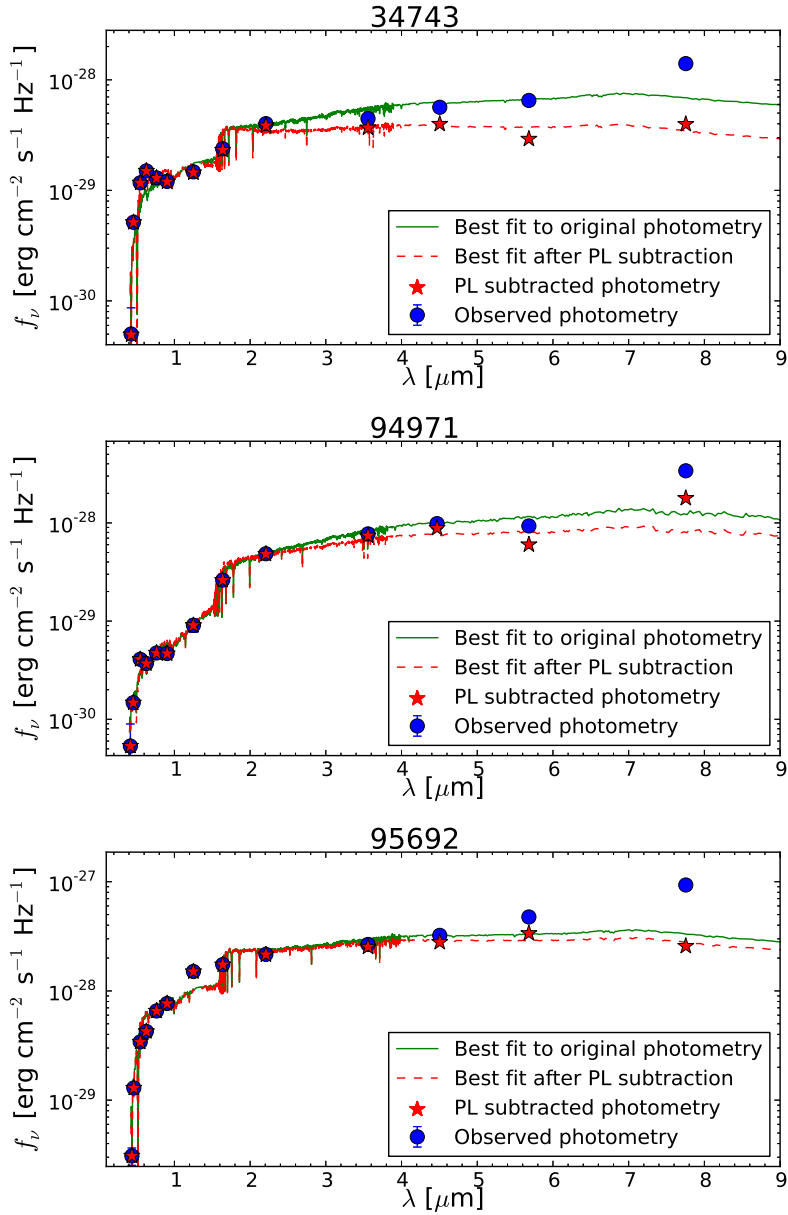 34743
10⁻²⁸
10⁻²⁹
10⁻³⁰
f_ν [erg cm⁻² s⁻¹ Hz⁻¹]
Best fit to original photometry
Best fit after PL subtraction
PL subtracted photometry
Observed photometry
1 2 3 4 5 6 7 8 9
λ [μm]
94971
10⁻²⁸
10⁻²⁹
10⁻³⁰
f_ν [erg cm⁻² s⁻¹ Hz⁻¹]
Best fit to original photometry
Best fit after PL subtraction
PL subtracted photometry
Observed photometry
1 2 3 4 5 6 7 8 9
λ [μm]
95692
10⁻²⁷
10⁻²⁸
10⁻²⁹
f_ν [erg cm⁻² s⁻¹ Hz⁻¹]
Best fit to original photometry
Best fit after PL subtraction
PL subtracted photometry
Observed photometry
1 2 3 4 5 6 7 8 9
λ [μm]